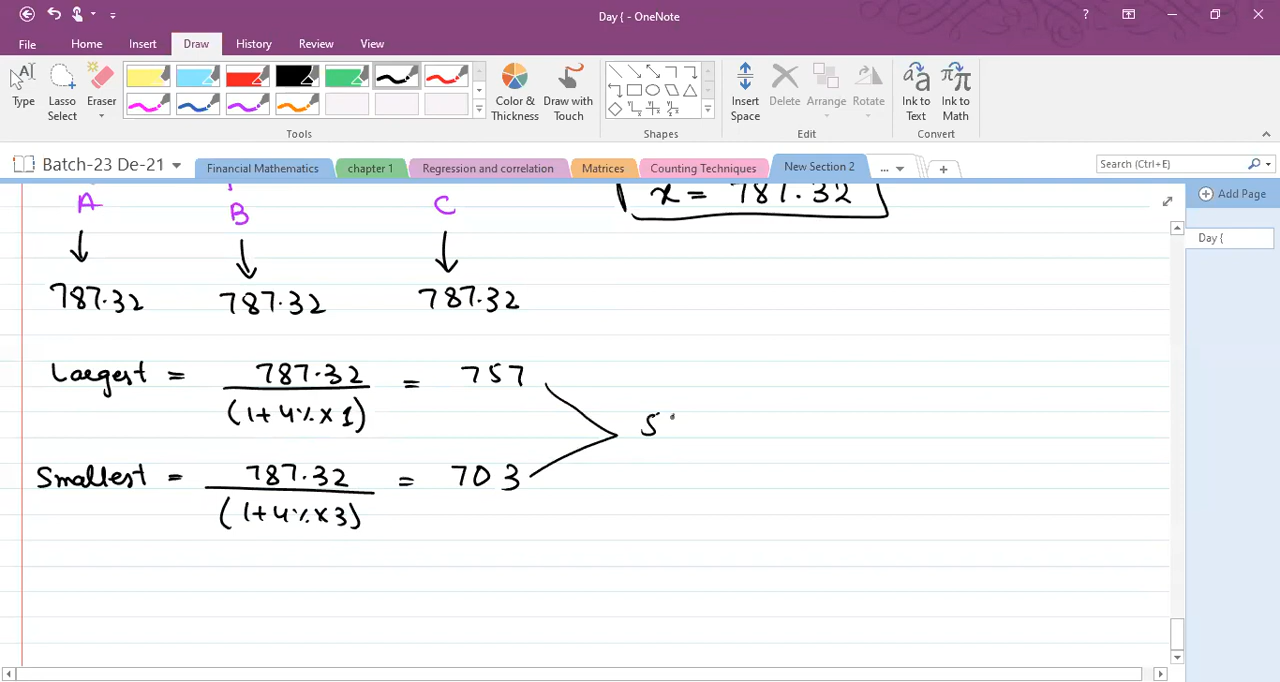 Day { - OneNote
?
File Home Insert Draw History Review View
Type
Lasso Select
Eraser
Color & Thickness
Draw with Touch
Insert Space
Delete
Arrange
Rotate
Ink to Text
Ink to Math
Tools
Shapes
Edit
Convert
Batch-23 De-21
Financial Mathematics
chapter 1
Regression and correlation
Matrices
Counting Techniques
New Section 2
...
Search (Ctrl+E)
Add Page
Day {
x = 787.32
A B C
787.32 787.32 787.32
Largest = 787.32 / (1+4%×1) = 757
5
Smallest = 787.32 / (1+4%×3) = 703